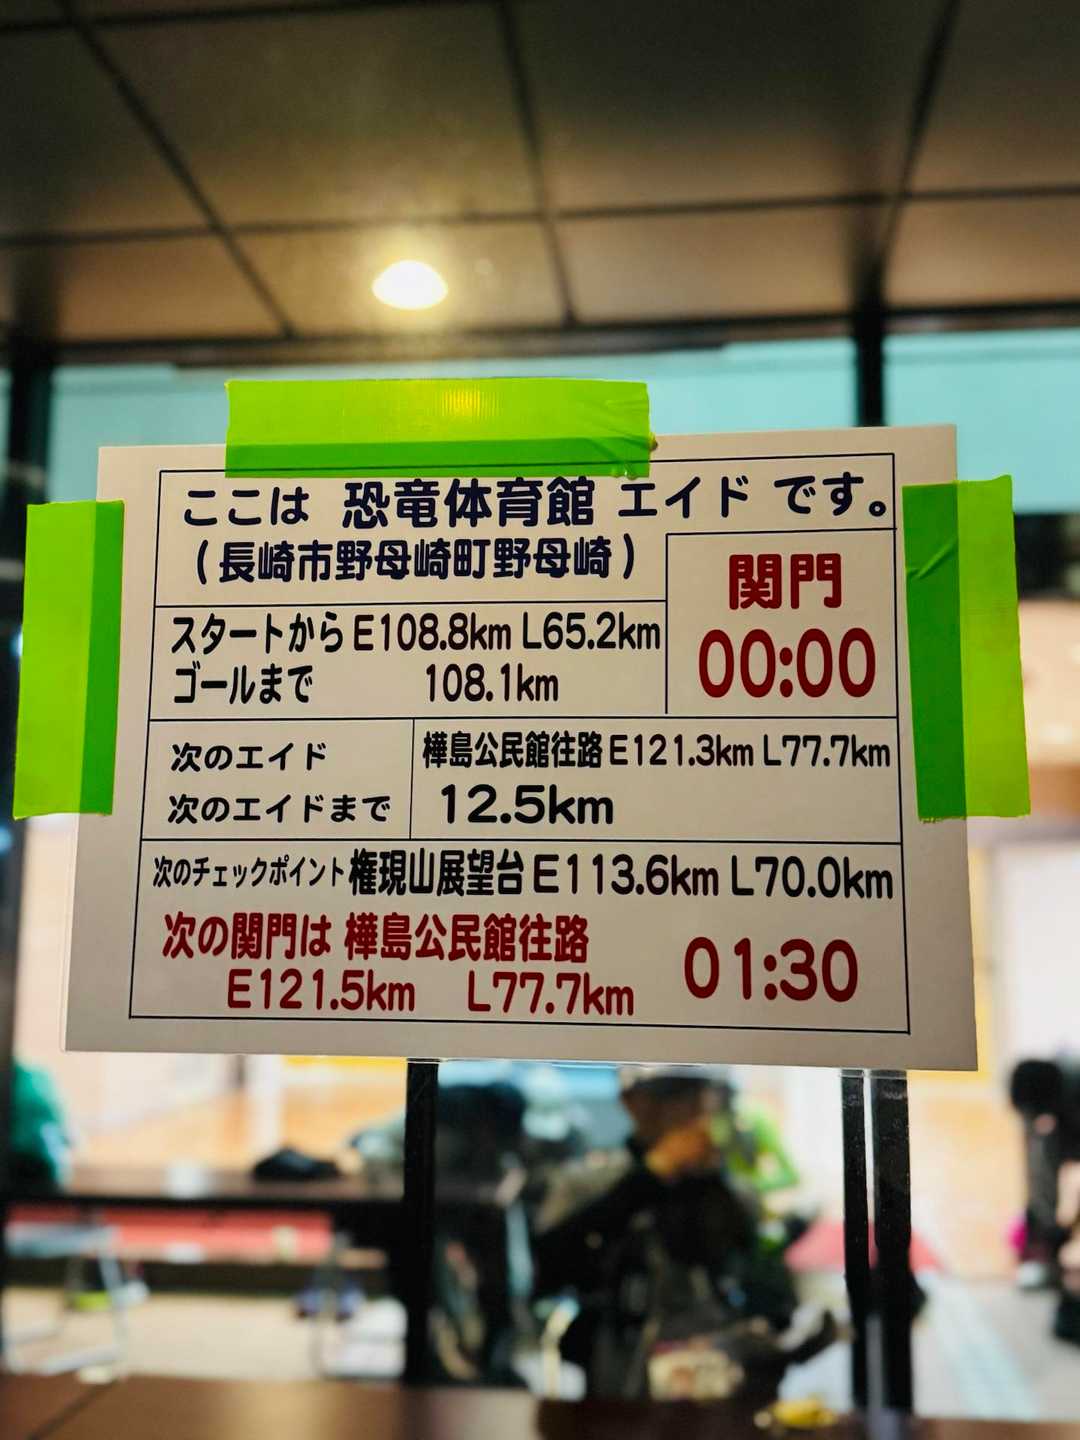 ここは 恐竜体育館 エイド です。
(長崎市野母崎町野母崎)
関門
00:00
スタートから E108.8km L65.2km
ゴールまで 108.1km
次のエイド 樺島公民館往路 E121.3km L77.7km
次のエイドまで 12.5km
次のチェックポイント 権現山展望台 E113.6km L70.0km
次の関門は 樺島公民館往路 01:30
E121.5km L77.7km